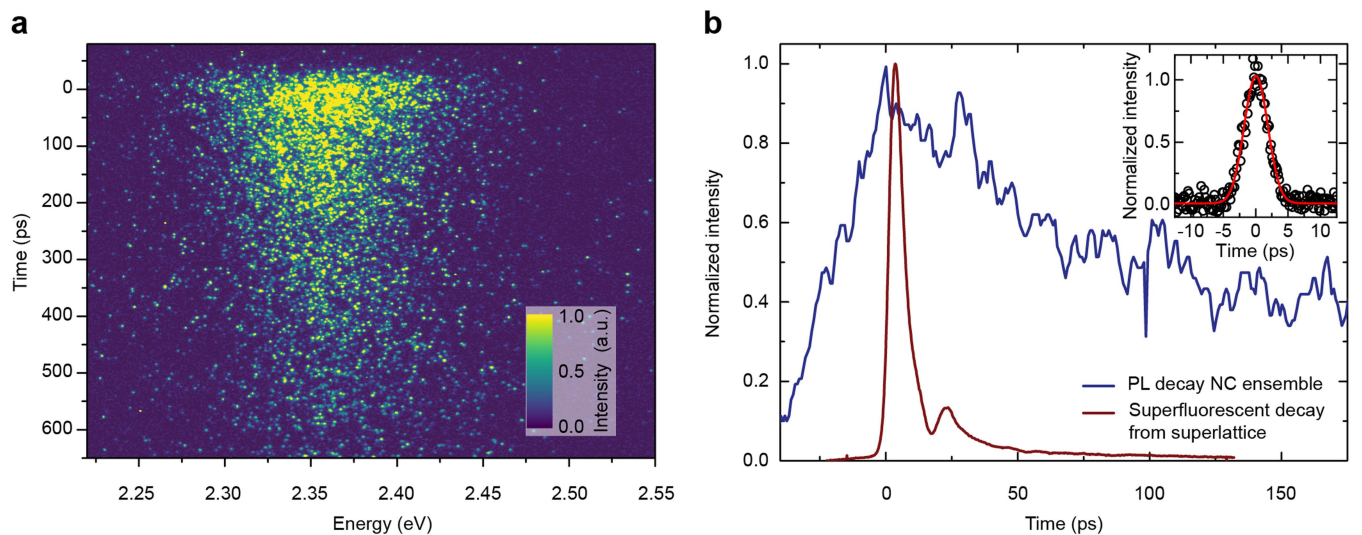 a
0
100
200
300
400
500
600
Time (ps)
2.25 2.30 2.35 2.40 2.45 2.50 2.55
Energy (eV)
1.0
0.5
0.0
Intensity (a.u.)
b
1.0
0.8
0.6
0.4
0.2
0.0
Normalized intensity
0 50 100 150
Time (ps)
PL decay NC ensemble
Superfluorescent decay
from superlattice
1.0
0.5
0.0
Normalized intensity
-10 -5 0 5 10
Time (ps)